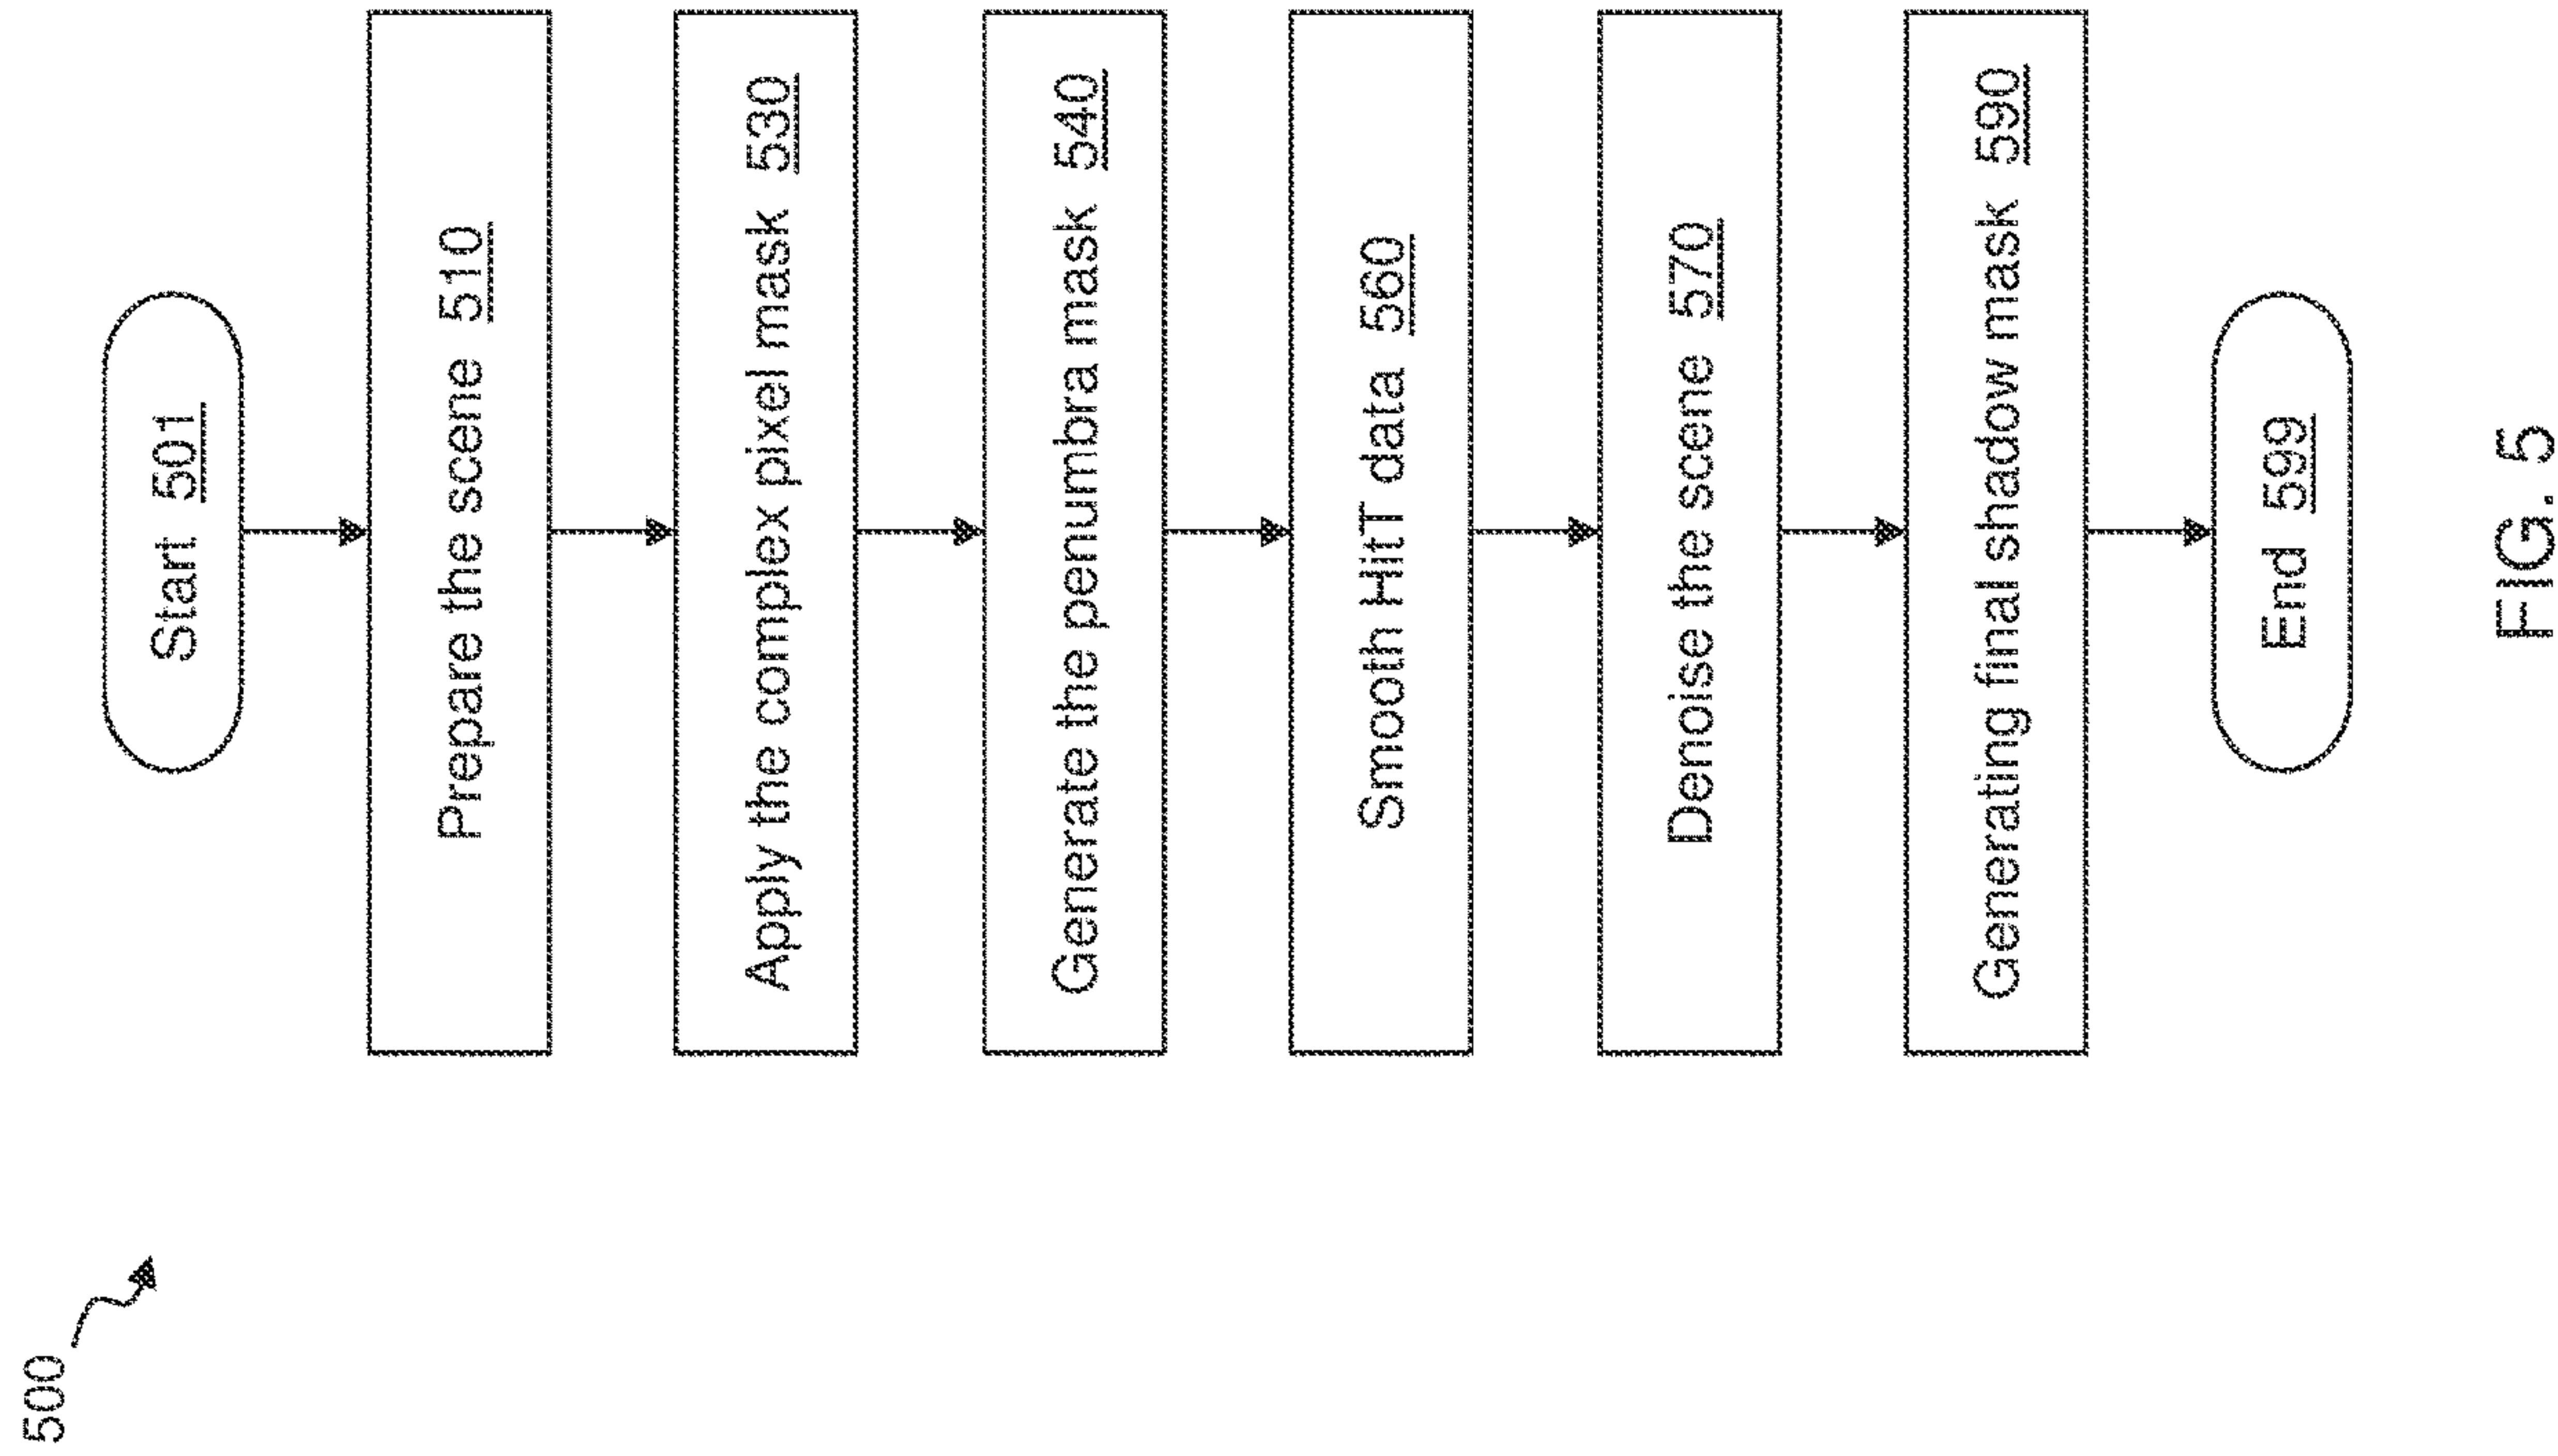 500
Start 501
Prepare the scene 510
Apply the complex pixel mask 530
Generate the penumbra mask 540
Smooth HitT data 560
Denoise the scene 570
Generating final shadow mask 590
End 599
FIG. 5